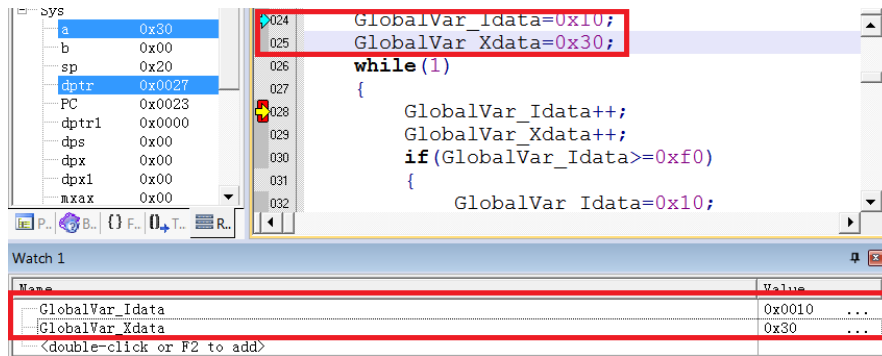 Sys
a 0x30
b 0x00
sp 0x20
dptr 0x0027
PC 0x0023
dptr1 0x0000
dps 0x00
dpx 0x00
dpx1 0x00
mxax 0x00
P.. B.. {} F.. 0→ T.. R..
024 GlobalVar_Idata=0x10;
025 GlobalVar_Xdata=0x30;
026 while(1)
027 {
028 GlobalVar_Idata++;
029 GlobalVar_Xdata++;
030 if(GlobalVar_Idata>=0xf0)
031 {
032 GlobalVar_Idata=0x10;
Watch 1
Name Value
GlobalVar_Idata 0x0010 ...
GlobalVar_Xdata 0x30 ...
<double-click or F2 to add>